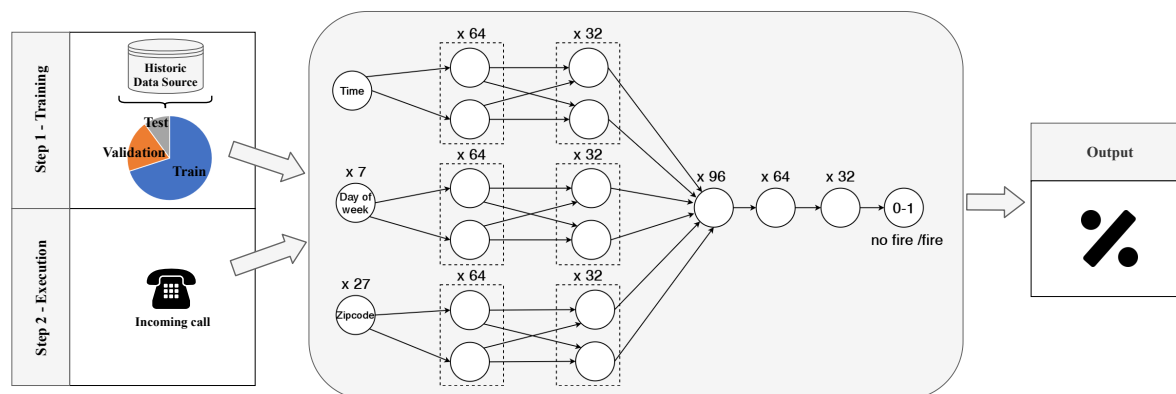 Step 1 - Training
Historic
Data Source
Test
Validation
Train
Step 2 - Execution
Incoming call
x 64
x 32
Time
x 64
x 32
x 7
Day of
week
x 64
x 32
x 27
Zipcode
x 96
x 64
x 32
0-1
no fire /fire
Output
%